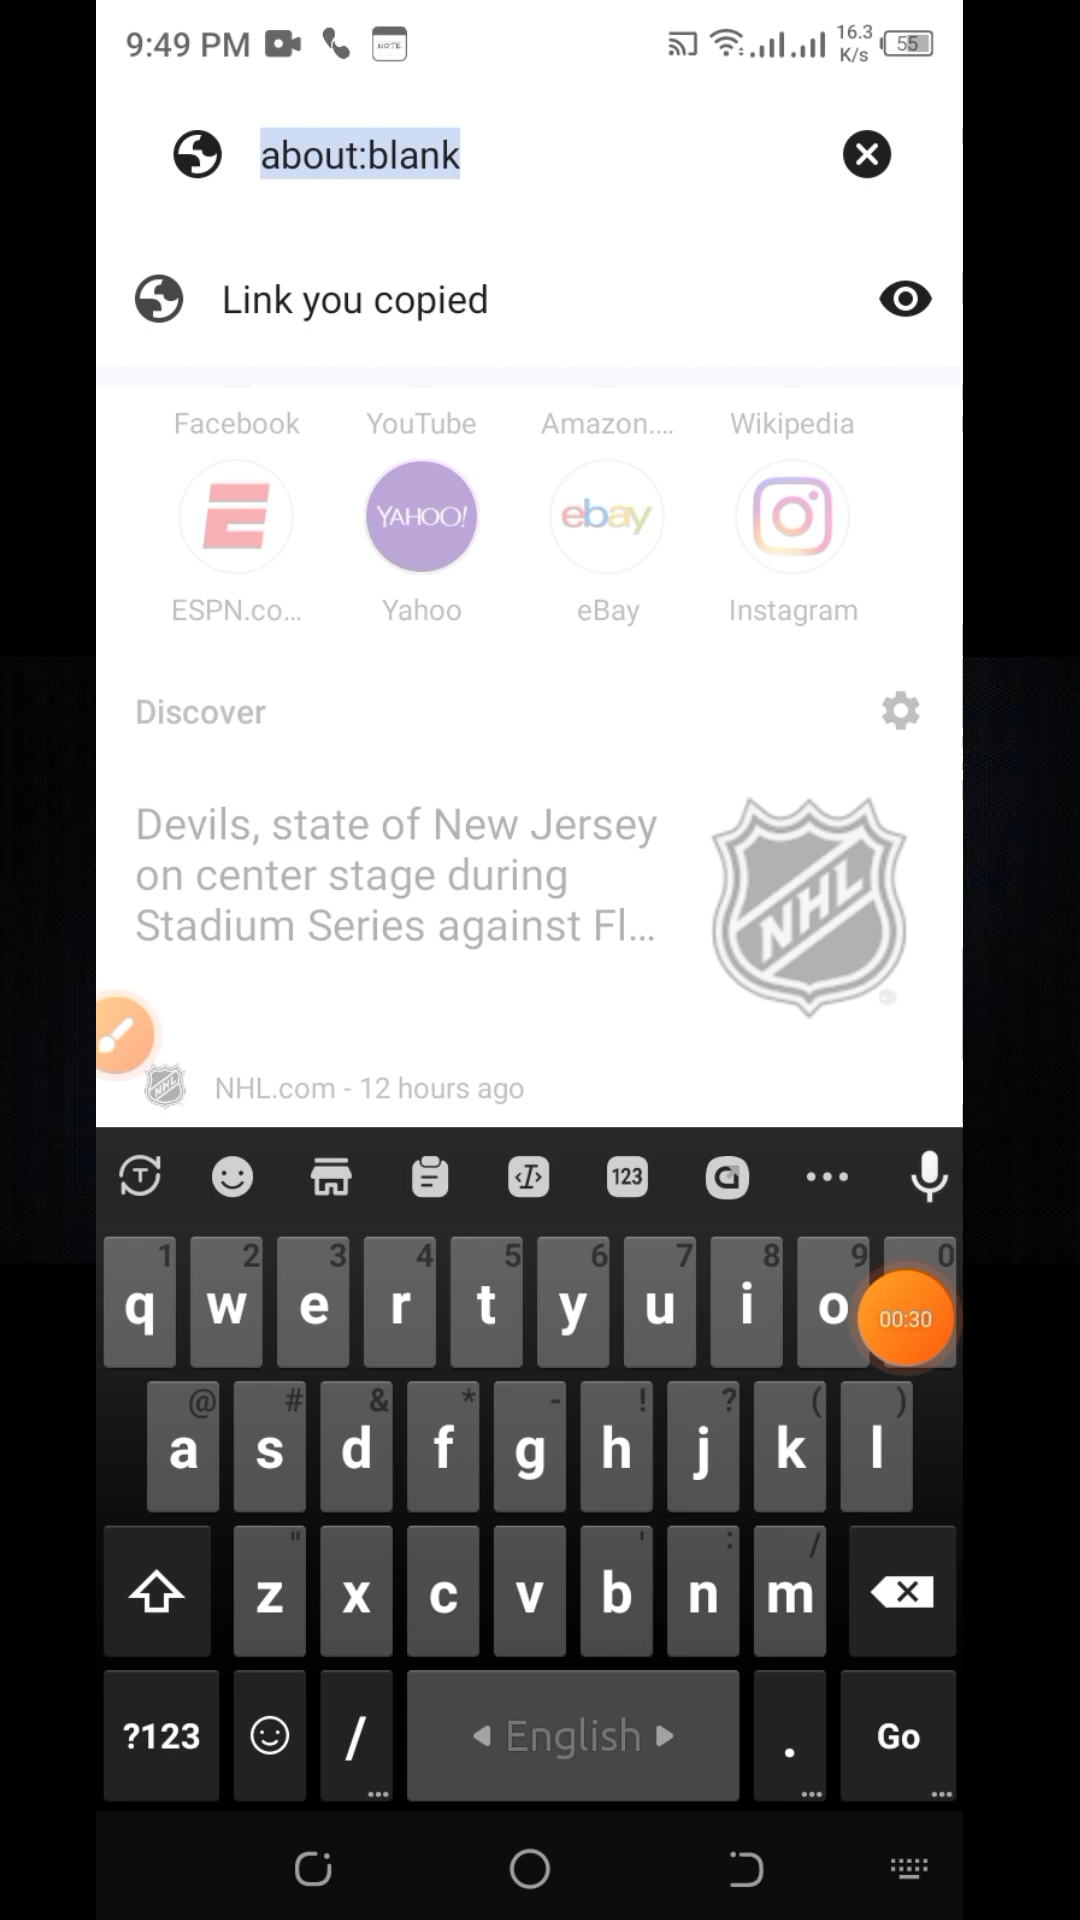 9:49 PM NOTE 16.3 K/s 55
about:blank
Link you copied
Facebook YouTube Amazon.... Wikipedia
YAHOO! ebay
ESPN.co... Yahoo eBay Instagram
Discover
Devils, state of New Jersey
on center stage during
Stadium Series against Fl...
NHL
NHL.com - 12 hours ago
T 123
1 2 3 4 5 6 7 8 9 0
q w e r t y u i o
00:30
@ # & * - ! ? ( )
a s d f g h j k l
" ' : /
z x c v b n m
?123 / English . Go